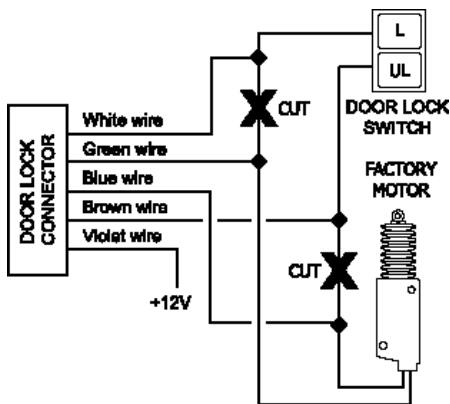 L
UL
DOOR LOCK
SWITCH
CUT
White wire
Green wire
Blue wire
Brown wire
Violet wire
DOOR LOCK
CONNECTOR
+12V
FACTORY
MOTOR
CUT